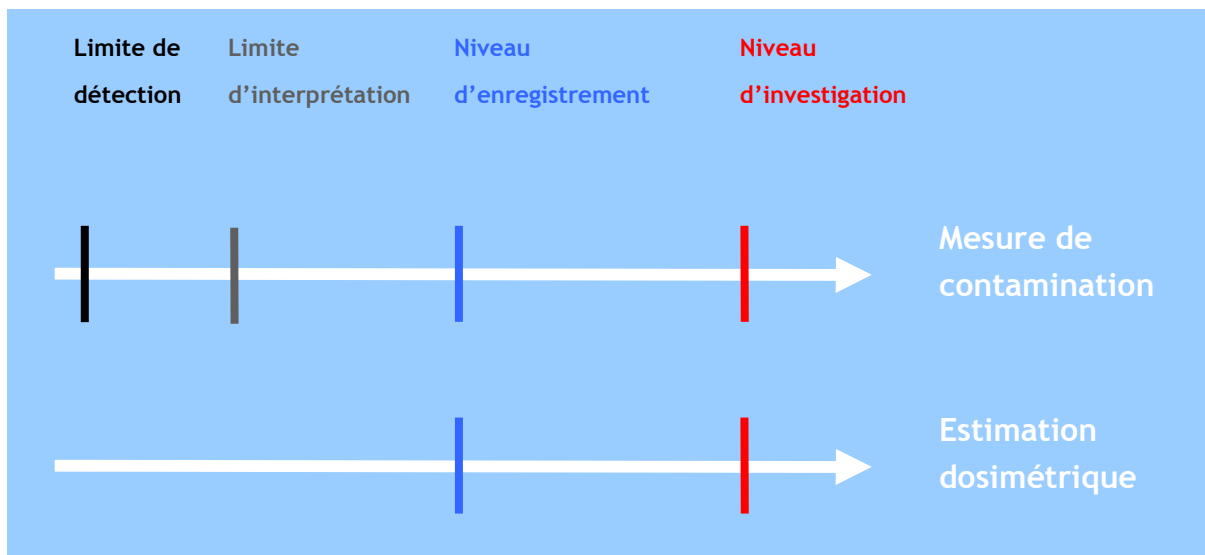 Limite de
détection
Limite
d’interprétation
Niveau
d’enregistrement
Niveau
d’investigation
Mesure de
contamination
Estimation
dosimétrique